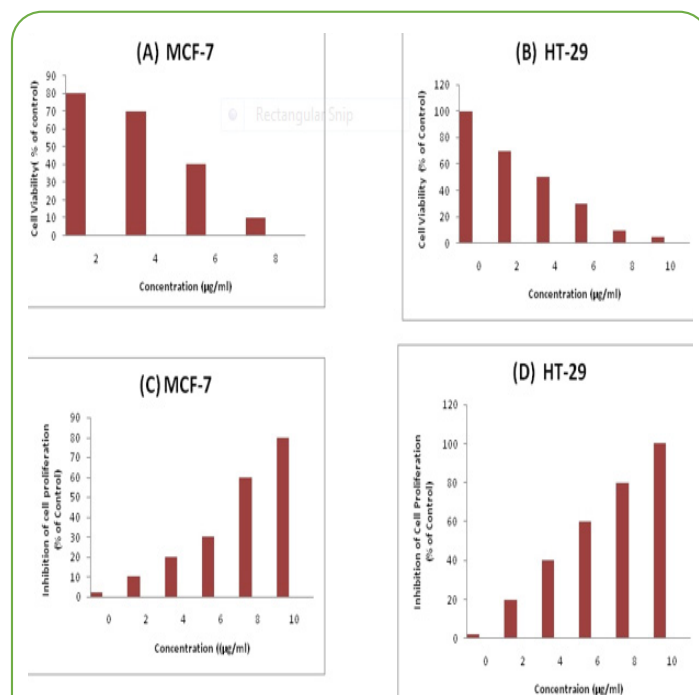 (A) MCF-7
Cell Viability( % of control)
90
80
70
60
50
40
30
20
10
0
2 4 6 8
Concentration (µg/ml)
Rectangular Snip
(B) HT-29
Cell Viability (% of Control)
120
100
80
60
40
20
0
0 2 4 6 8 10
Concentration (µg/ml)
(C) MCF-7
Inhibition of cell proliferation
(% of Control)
90
80
70
60
50
40
30
20
10
0
0 2 4 6 8 10
Concentration ((µg/ml)
(D) HT-29
Inhibition of Cell Proliferation
(% of Control)
120
100
80
60
40
20
0
0 2 4 6 8 10
Concentraion (µg/ml)